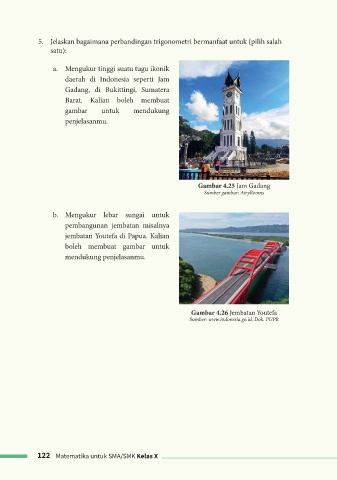 5. Jelaskan bagaimana perbandingan trigonometri bermanfaat untuk (pilih salah
satu):
a. Mengukur tinggi suatu tugu ikonik
daerah di Indonesia seperti Jam
Gadang, di Bukittingi, Sumatera
Barat. Kalian boleh membuat
gambar untuk mendukung
penjelasanmu.
Gambar 4.25 Jam Gadang
Sumber gambar:
b. Mengukur lebar sungai untuk
pembangunan jembatan misalnya
jembatan Youtefa di Papua. Kalian
boleh membuat gambar untuk
mendukung penjelasanmu.
Gambar 4.26 Jembatan Youtefa
Sumber: www.indonesia.go.id, Dok. PUPR
122 Matematika untuk SMA/SMK Kelas X